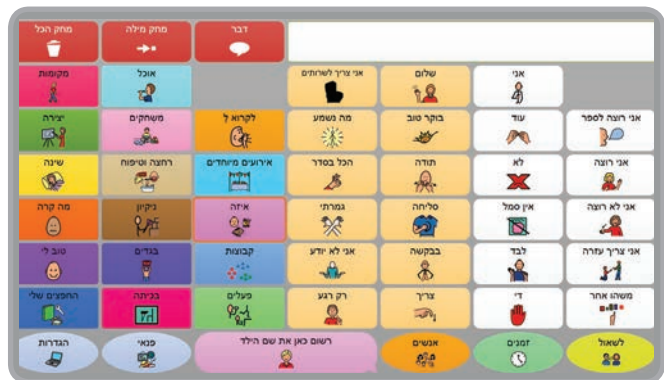 דבר
מחק מילה
מחק הכל
אני
שלום
אני צריך לשרותים
אוכל
מקומות
אני רוצה לספר
עוד
בוקר טוב
מה נשמע
לקרוא ל
משחקים
יצירה
אני רוצה
לא
תודה
הכל בסדר
אירועים מיוחדים
רחצה וטיפוח
שינה
אני לא רוצה
אין סמל
סליחה
גמרתי
איזה
ניקיון
מה קרה
אני צריך עזרה
לבד
בבקשה
אני לא יודע
קבוצות
בגדים
טוב לי
משהו אחר
די
צריך
רק רגע
פעלים
בכיתה
החפצים שלי
לשאול
זמנים
אנשים
רשום כאן את שם הילד
פנאי
הגדרות